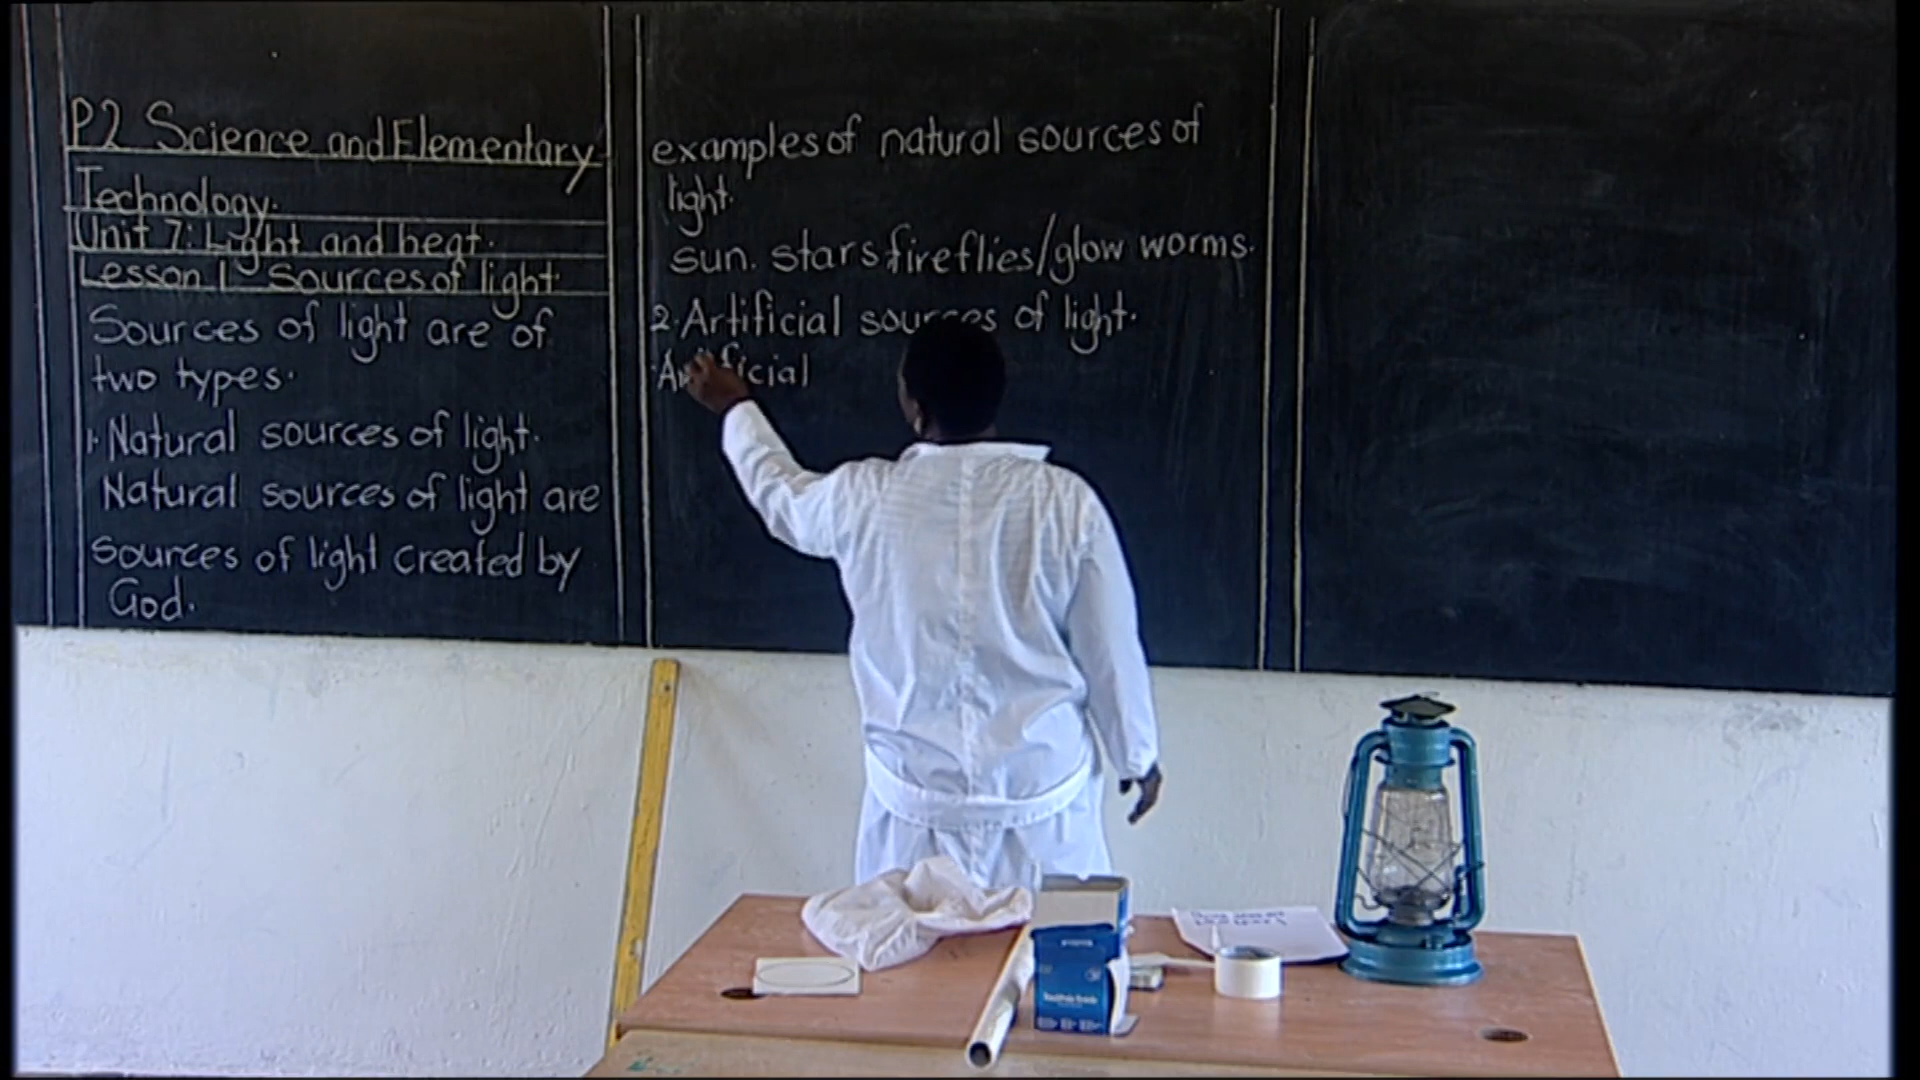 P2 Science and Elementary
Technology.
Unit 7: Light and heat.
Lesson 1 Sources of light.
Sources of light are of
two types.
1. Natural sources of light.
Natural sources of light are
sources of light created by
God.
examples of natural sources of
light.
sun. stars fireflies/glow worms.
2. Artificial sources of light.
Artificial